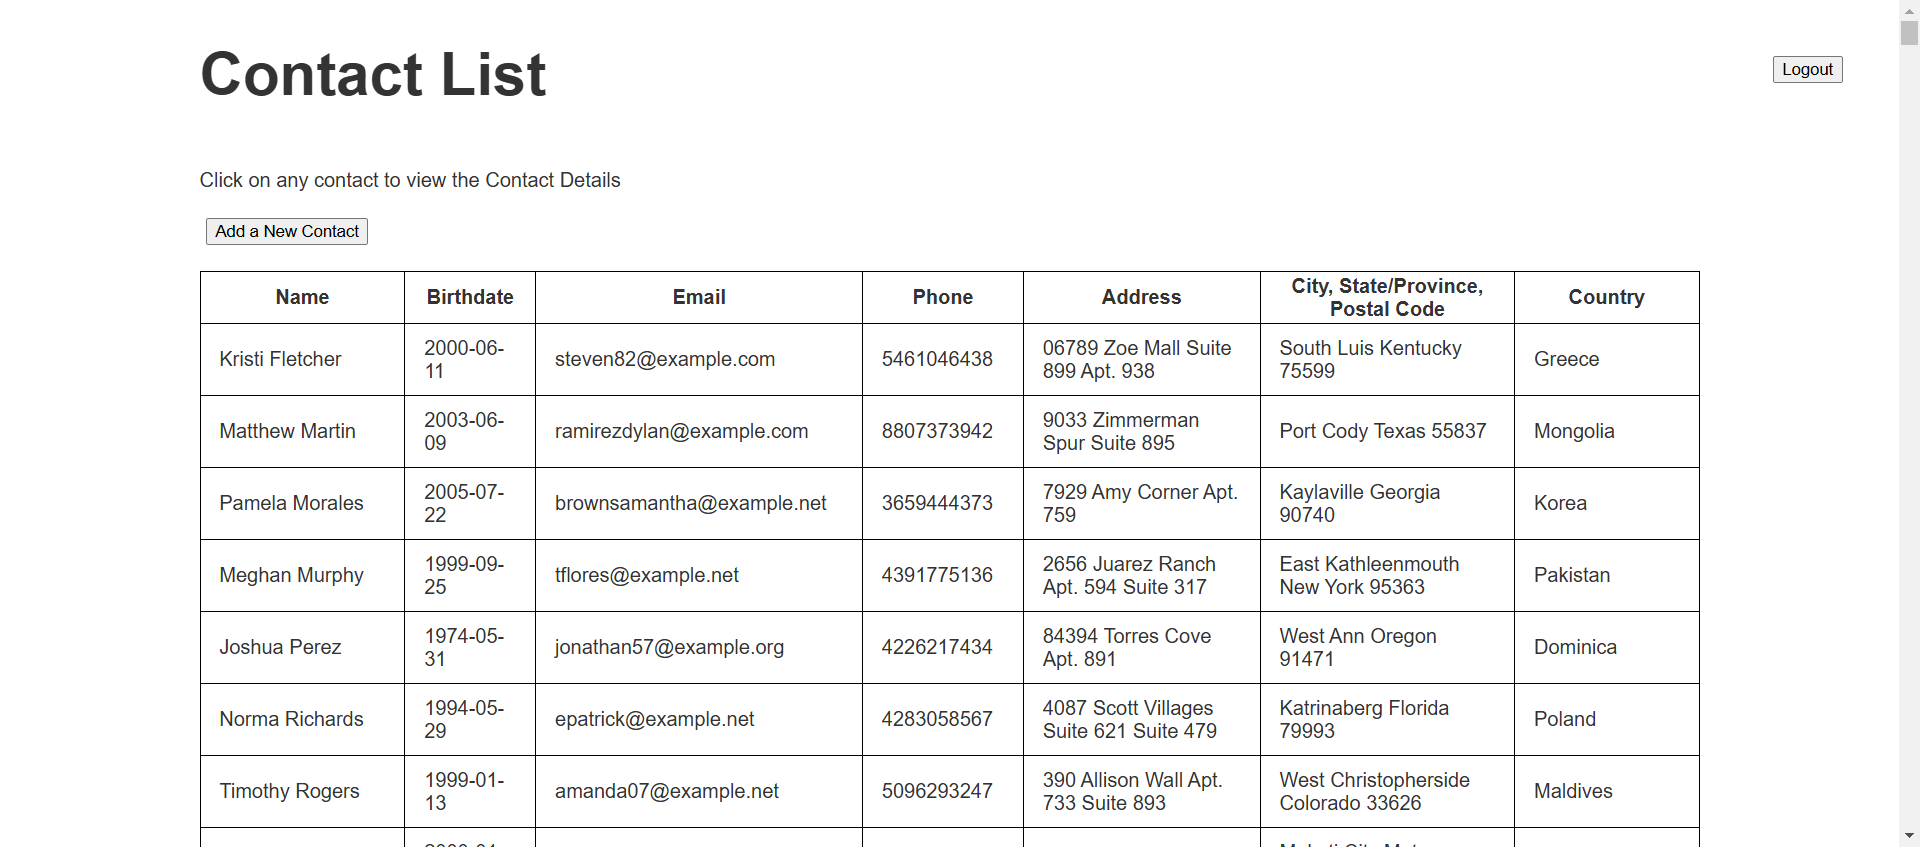 Contact List
Logout
Click on any contact to view the Contact Details
Add a New Contact
Name Birthdate Email Phone Address City, State/Province, Postal Code Country
Kristi Fletcher 2000-06-11 steven82@example.com 5461046438 06789 Zoe Mall Suite 899 Apt. 938 South Luis Kentucky 75599 Greece
Matthew Martin 2003-06-09 ramirezdylan@example.com 8807373942 9033 Zimmerman Spur Suite 895 Port Cody Texas 55837 Mongolia
Pamela Morales 2005-07-22 brownsamantha@example.net 3659444373 7929 Amy Corner Apt. 759 Kaylaville Georgia 90740 Korea
Meghan Murphy 1999-09-25 tflores@example.net 4391775136 2656 Juarez Ranch Apt. 594 Suite 317 East Kathleenmouth New York 95363 Pakistan
Joshua Perez 1974-05-31 jonathan57@example.org 4226217434 84394 Torres Cove Apt. 891 West Ann Oregon 91471 Dominica
Norma Richards 1994-05-29 epatrick@example.net 4283058567 4087 Scott Villages Suite 621 Suite 479 Katrinaberg Florida 79993 Poland
Timothy Rogers 1999-01-13 amanda07@example.net 5096293247 390 Allison Wall Apt. 733 Suite 893 West Christopherside Colorado 33626 Maldives